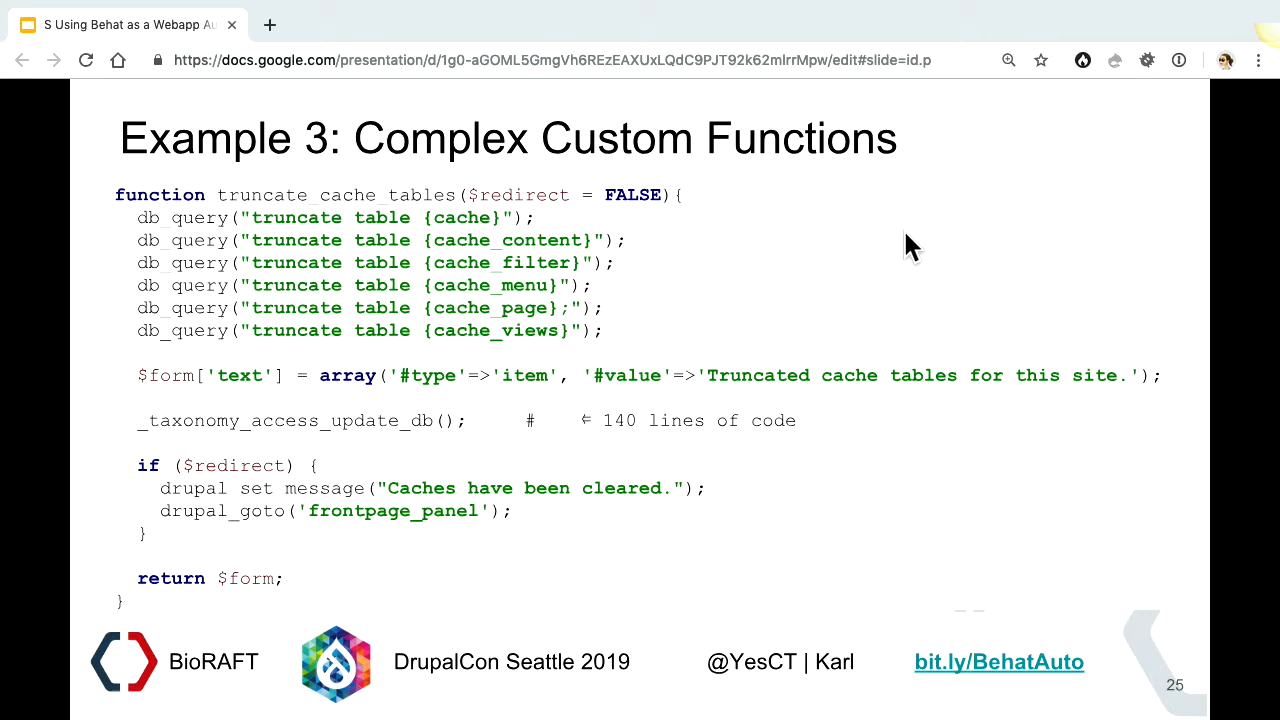 S Using Behat as a Webapp Au
https://docs.google.com/presentation/d/1g0-aGOML5GmgVh6REzEAXUxLQdC9PJT92k62mlrrMpw/edit#slide=id.p
Example 3: Complex Custom Functions
function truncate_cache_tables($redirect = FALSE){
db_query("truncate table {cache}");
db_query("truncate table {cache_content}");
db_query("truncate table {cache_filter}");
db_query("truncate table {cache_menu}");
db_query("truncate table {cache_page};");
db_query("truncate table {cache_views}");
$form['text'] = array('#type'=>'item', '#value'=>'Truncated cache tables for this site.');
_taxonomy_access_update_db(); # ⇐ 140 lines of code
if ($redirect) {
drupal_set_message("Caches have been cleared.");
drupal_goto('frontpage_panel');
}
return $form;
}
BioRAFT DrupalCon Seattle 2019 @YesCT | Karl bit.ly/BehatAuto
25